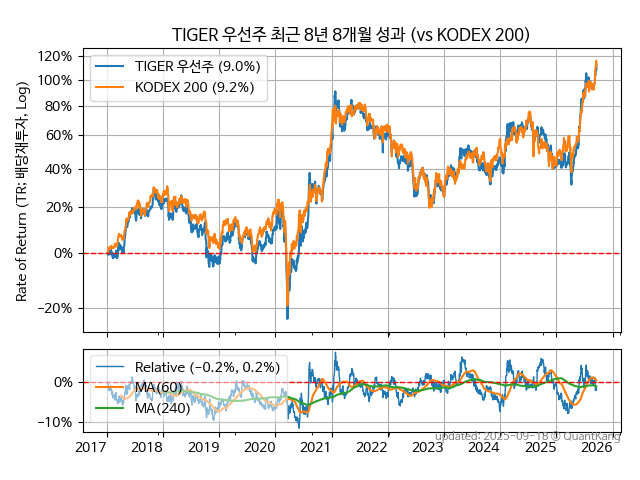 TIGER 우선주 최근 8년 8개월 성과 (vs KODEX 200)
120%
100%
80%
60%
40%
20%
0%
−20%
Rate of Return (TR: 배당재투자, Log)
TIGER 우선주 (9.0%)
KODEX 200 (9.2%)
0%
−10%
Relative (−0.2%, 0.2%)
MA(60)
MA(240)
2017 2018 2019 2020 2021 2022 2023 2024 2025 2026
updated: 2025-09-18 © QuantKang